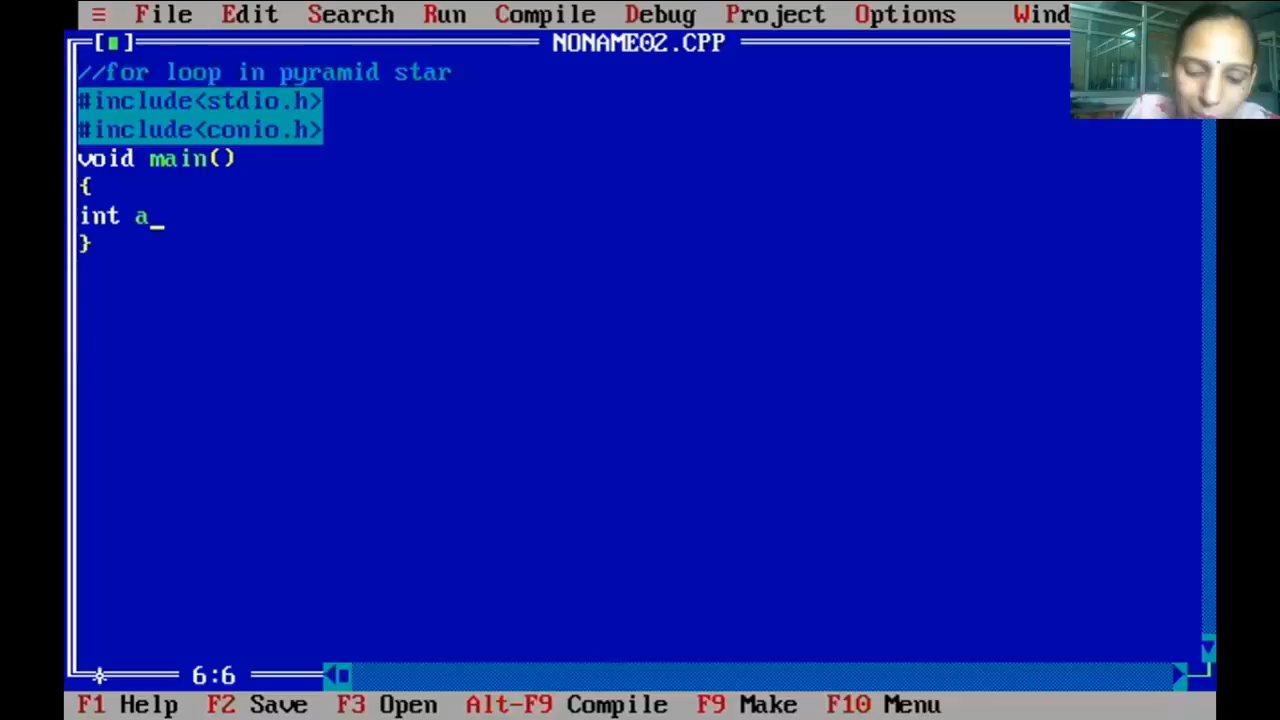 ≡ File Edit Search Run Compile Debug Project Options Wind
[■] NONAME02.CPP
//for loop in pyramid star
#include<stdio.h>
#include<conio.h>
void main()
{
int a_
}
6:6
F1 Help F2 Save F3 Open Alt-F9 Compile F9 Make F10 Menu